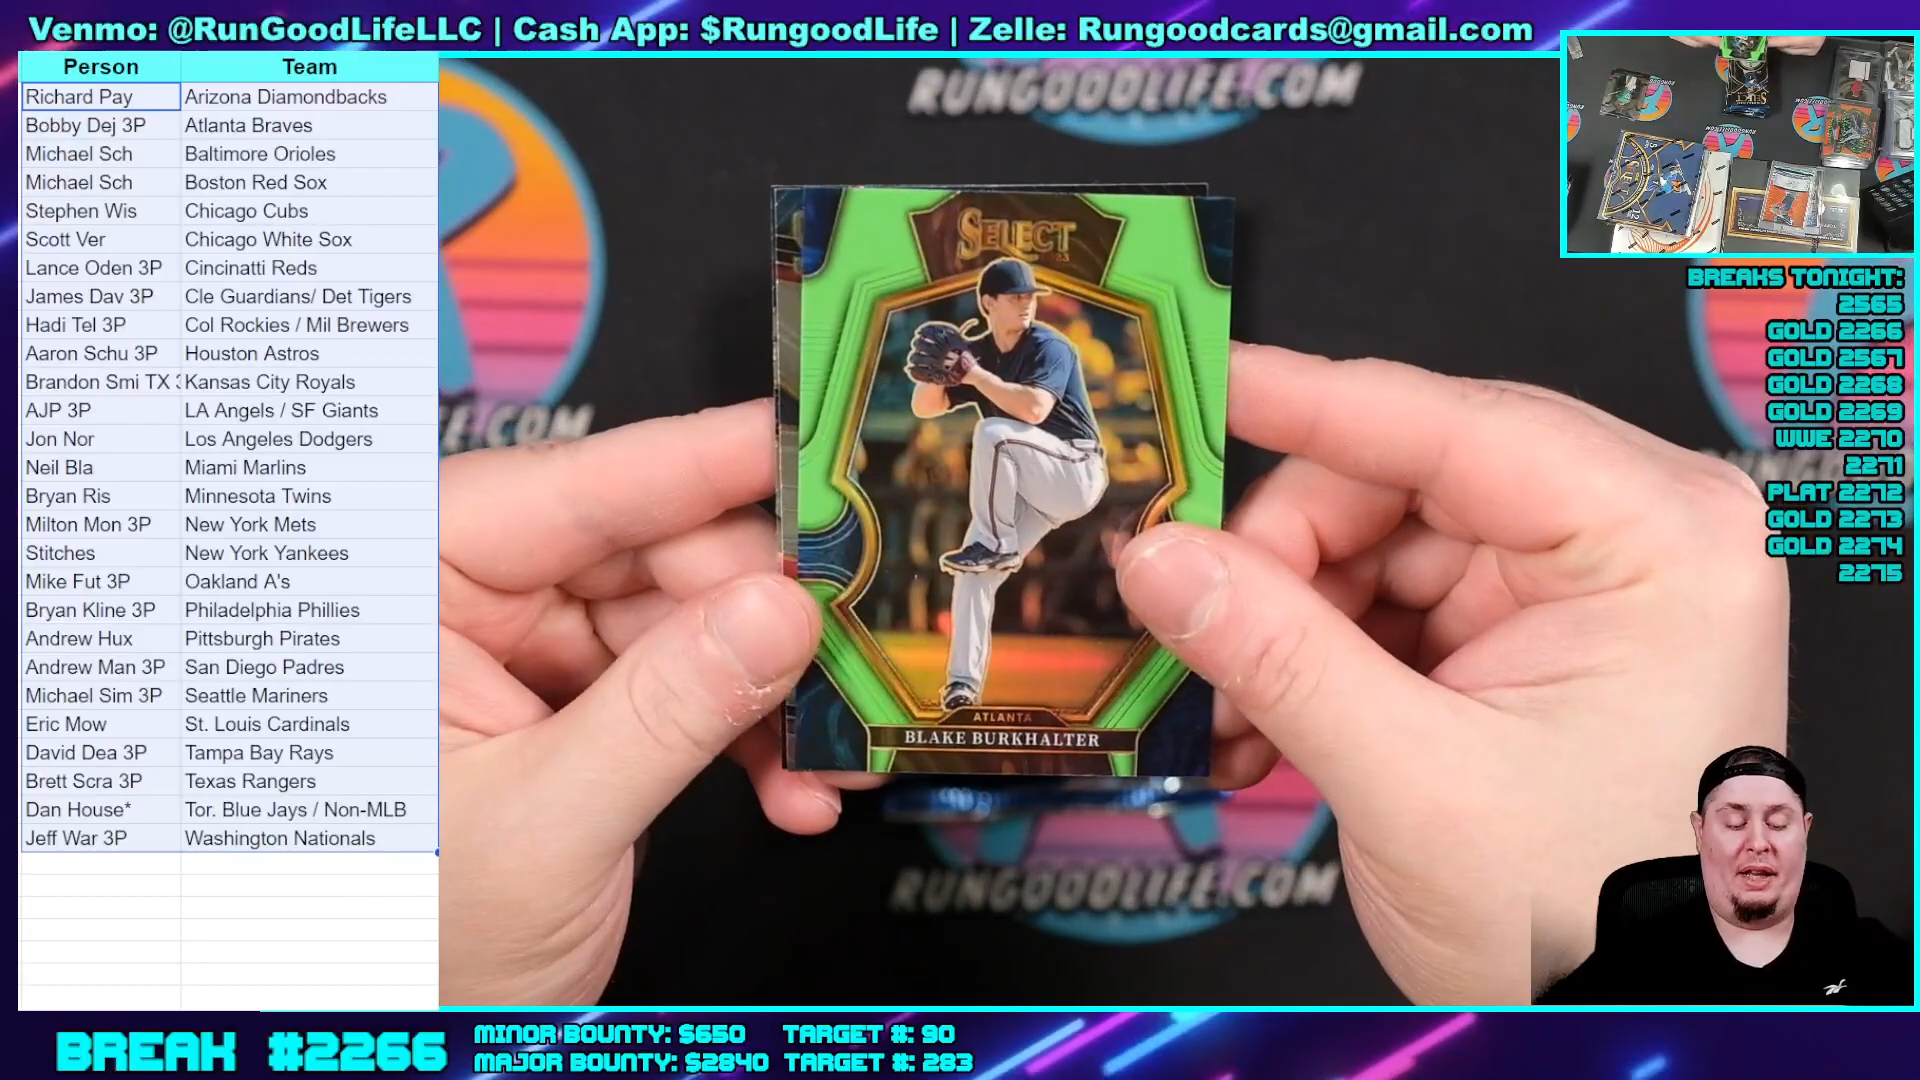 Venmo: @RunGoodLifeLLC | Cash App: $RungoodLife | Zelle: Rungoodcards@gmail.com
Person Team
Richard Pay Arizona Diamondbacks
Bobby Dej 3P Atlanta Braves
Michael Sch Baltimore Orioles
Michael Sch Boston Red Sox
Stephen Wis Chicago Cubs
Scott Ver Chicago White Sox
Lance Oden 3P Cincinatti Reds
James Dav 3P Cle Guardians/ Det Tigers
Hadi Tel 3P Col Rockies / Mil Brewers
Aaron Schu 3P Houston Astros
Brandon Smi TX Kansas City Royals
AJP 3P LA Angels / SF Giants
Jon Nor Los Angeles Dodgers
Neil Bla Miami Marlins
Bryan Ris Minnesota Twins
Milton Mon 3P New York Mets
Stitches New York Yankees
Mike Fut 3P Oakland A's
Bryan Kline 3P Philadelphia Phillies
Andrew Hux Pittsburgh Pirates
Andrew Man 3P San Diego Padres
Michael Sim 3P Seattle Mariners
Eric Mow St. Louis Cardinals
David Dea 3P Tampa Bay Rays
Brett Scra 3P Texas Rangers
Dan House* Tor. Blue Jays / Non-MLB
Jeff War 3P Washington Nationals
RUNGOODLIFE.COM
SELECT
2023
ATLANTA
BLAKE BURKHALTER
RUNGOODLIFE.COM
SELECT
BREAKS TONIGHT:
2565
GOLD 2266
GOLD 2567
GOLD 2268
GOLD 2269
WWE 2270
2271
PLAT 2272
GOLD 2273
GOLD 2274
2275
BREAK #2266
MINOR BOUNTY: $650 TARGET #: 90
MAJOR BOUNTY: $2840 TARGET #: 283